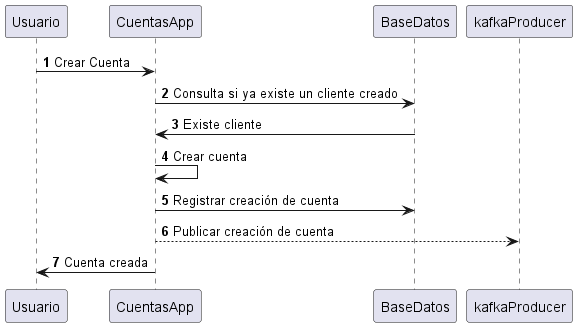 Usuario CuentasApp BaseDatos kafkaProducer
1 Crear Cuenta
2 Consulta si ya existe un cliente creado
3 Existe cliente
4 Crear cuenta
5 Registrar creación de cuenta
6 Publicar creación de cuenta
7 Cuenta creada
Usuario CuentasApp BaseDatos kafkaProducer